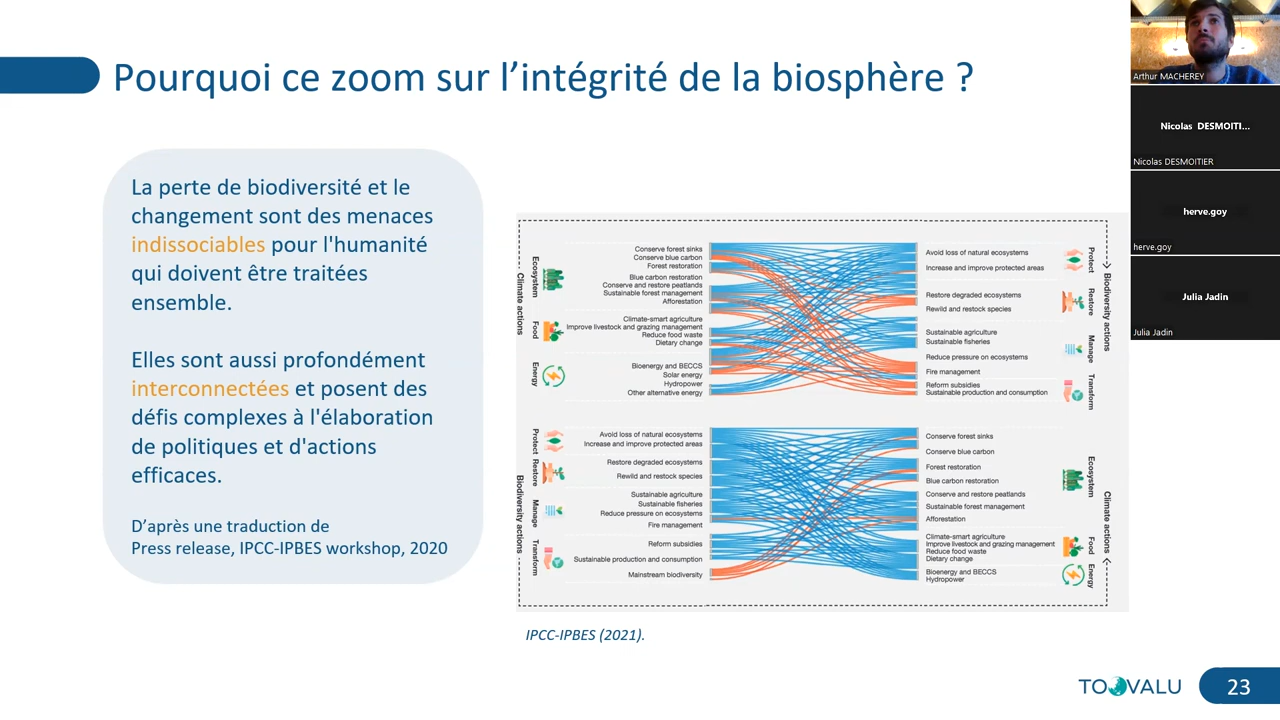 Pourquoi ce zoom sur l’intégrité de la biosphère ?
La perte de biodiversité et le
changement sont des menaces
indissociables pour l'humanité
qui doivent être traitées
ensemble.
Elles sont aussi profondément
interconnectées et posent des
défis complexes à l'élaboration
de politiques et d'actions
efficaces.
D’après une traduction de
Press release, IPCC-IPBES workshop, 2020
Climate actions
Ecosystem
Conserve forest sinks
Conserve blue carbon
Forest restoration
Blue carbon restoration
Conserve and restore peatlands
Sustainable forest management
Afforestation
Food
Climate-smart agriculture
Improve livestock and grazing management
Reduce food waste
Dietary change
Energy
Bioenergy and BECCS
Solar energy
Hydropower
Other alternative energy
Avoid loss of natural ecosystems
Increase and improve protected areas
Protect
Restore degraded ecosystems
Rewild and restock species
Restore
Sustainable agriculture
Sustainable fisheries
Reduce pressure on ecosystems
Fire management
Manage
Reform subsidies
Sustainable production and consumption
Transform
Biodiversity actions
Biodiversity actions
Protect
Avoid loss of natural ecosystems
Increase and improve protected areas
Restore
Restore degraded ecosystems
Rewild and restock species
Manage
Sustainable agriculture
Sustainable fisheries
Reduce pressure on ecosystems
Fire management
Transform
Reform subsidies
Sustainable production and consumption
Mainstream biodiversity
Conserve forest sinks
Conserve blue carbon
Forest restoration
Blue carbon restoration
Conserve and restore peatlands
Sustainable forest management
Afforestation
Ecosystem
Climate-smart agriculture
Improve livestock and grazing management
Reduce food waste
Dietary change
Food
Bioenergy and BECCS
Hydropower
Energy
Climate actions
IPCC-IPBES (2021).
TOOVALU
23
Arthur MACHEREY
Nicolas DESMOITI...
Nicolas DESMOITIER
herve.goy
herve.goy
Julia Jadin
Julia Jadin